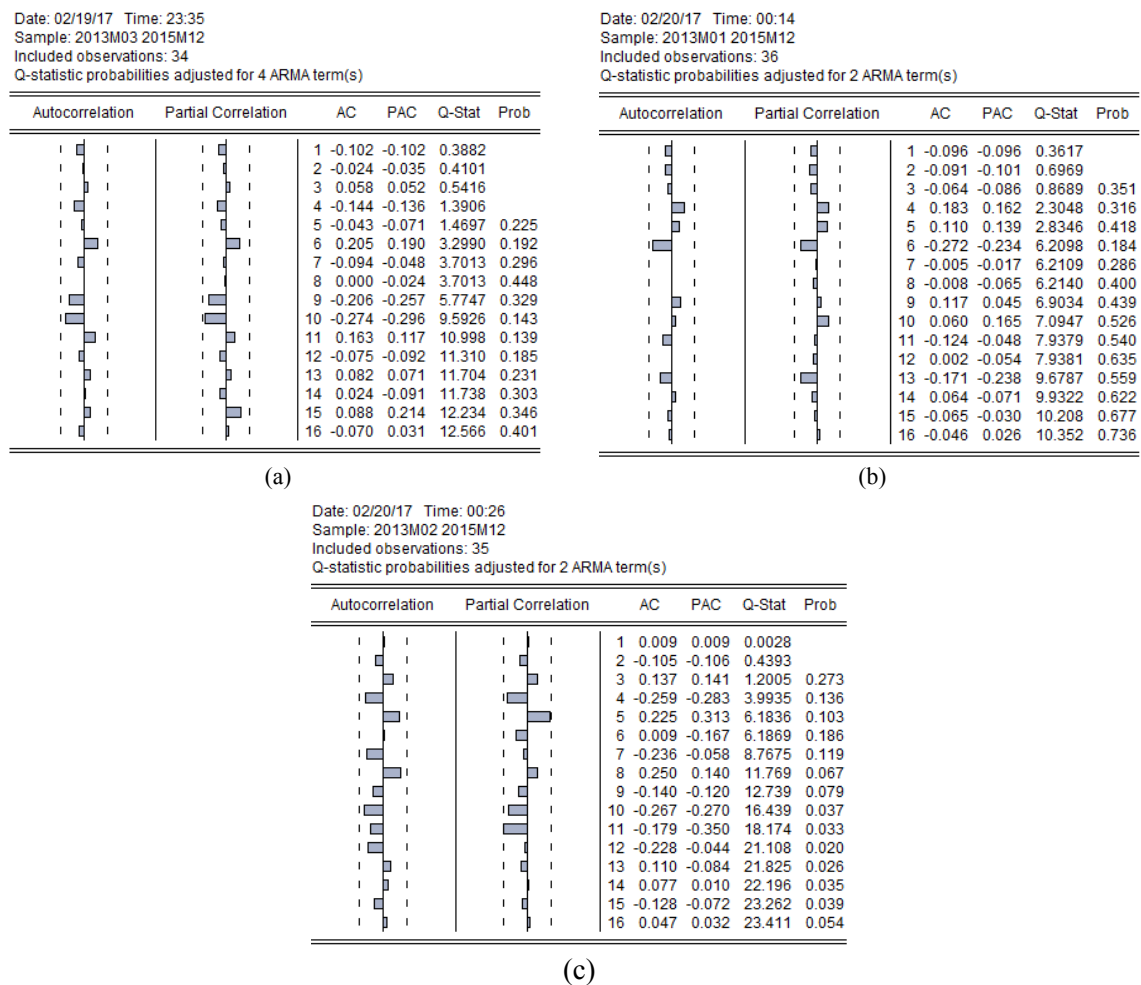 Date: 02/19/17 Time: 23:35
Sample: 2013M03 2015M12
Included observations: 34
Q-statistic probabilities adjusted for 4 ARMA term(s)
Autocorrelation Partial Correlation AC PAC Q-Stat Prob
1 -0.102 -0.102 0.3882
2 -0.024 -0.035 0.4101
3 0.058 0.052 0.5416
4 -0.144 -0.136 1.3906
5 -0.043 -0.071 1.4697 0.225
6 0.205 0.190 3.2990 0.192
7 -0.094 -0.048 3.7013 0.296
8 0.000 -0.024 3.7013 0.448
9 -0.206 -0.257 5.7747 0.329
10 -0.274 -0.296 9.5926 0.143
11 0.163 0.117 10.998 0.139
12 -0.075 -0.092 11.310 0.185
13 0.082 0.071 11.704 0.231
14 0.024 -0.091 11.738 0.303
15 0.088 0.214 12.234 0.346
16 -0.070 0.031 12.566 0.401
(a)
Date: 02/20/17 Time: 00:14
Sample: 2013M01 2015M12
Included observations: 36
Q-statistic probabilities adjusted for 2 ARMA term(s)
Autocorrelation Partial Correlation AC PAC Q-Stat Prob
1 -0.096 -0.096 0.3617
2 -0.091 -0.101 0.6969
3 -0.064 -0.086 0.8689 0.351
4 0.183 0.162 2.3048 0.316
5 0.110 0.139 2.8346 0.418
6 -0.272 -0.234 6.2098 0.184
7 -0.005 -0.017 6.2109 0.286
8 -0.008 -0.065 6.2140 0.400
9 0.117 0.045 6.9034 0.439
10 0.060 0.165 7.0947 0.526
11 -0.124 -0.048 7.9379 0.540
12 0.002 -0.054 7.9381 0.635
13 -0.171 -0.238 9.6787 0.559
14 0.064 -0.071 9.9322 0.622
15 -0.065 -0.030 10.208 0.677
16 -0.046 0.026 10.352 0.736
(b)
Date: 02/20/17 Time: 00:26
Sample: 2013M02 2015M12
Included observations: 35
Q-statistic probabilities adjusted for 2 ARMA term(s)
Autocorrelation Partial Correlation AC PAC Q-Stat Prob
1 0.009 0.009 0.0028
2 -0.105 -0.106 0.4393
3 0.137 0.141 1.2005 0.273
4 -0.259 -0.283 3.9935 0.136
5 0.225 0.313 6.1836 0.103
6 0.009 -0.167 6.1869 0.186
7 -0.236 -0.058 8.7675 0.119
8 0.250 0.140 11.769 0.067
9 -0.140 -0.120 12.739 0.079
10 -0.267 -0.270 16.439 0.037
11 -0.179 -0.350 18.174 0.033
12 -0.228 -0.044 21.108 0.020
13 0.110 -0.084 21.825 0.026
14 0.077 0.010 22.196 0.035
15 -0.128 -0.072 23.262 0.039
16 0.047 0.032 23.411 0.054
(c)